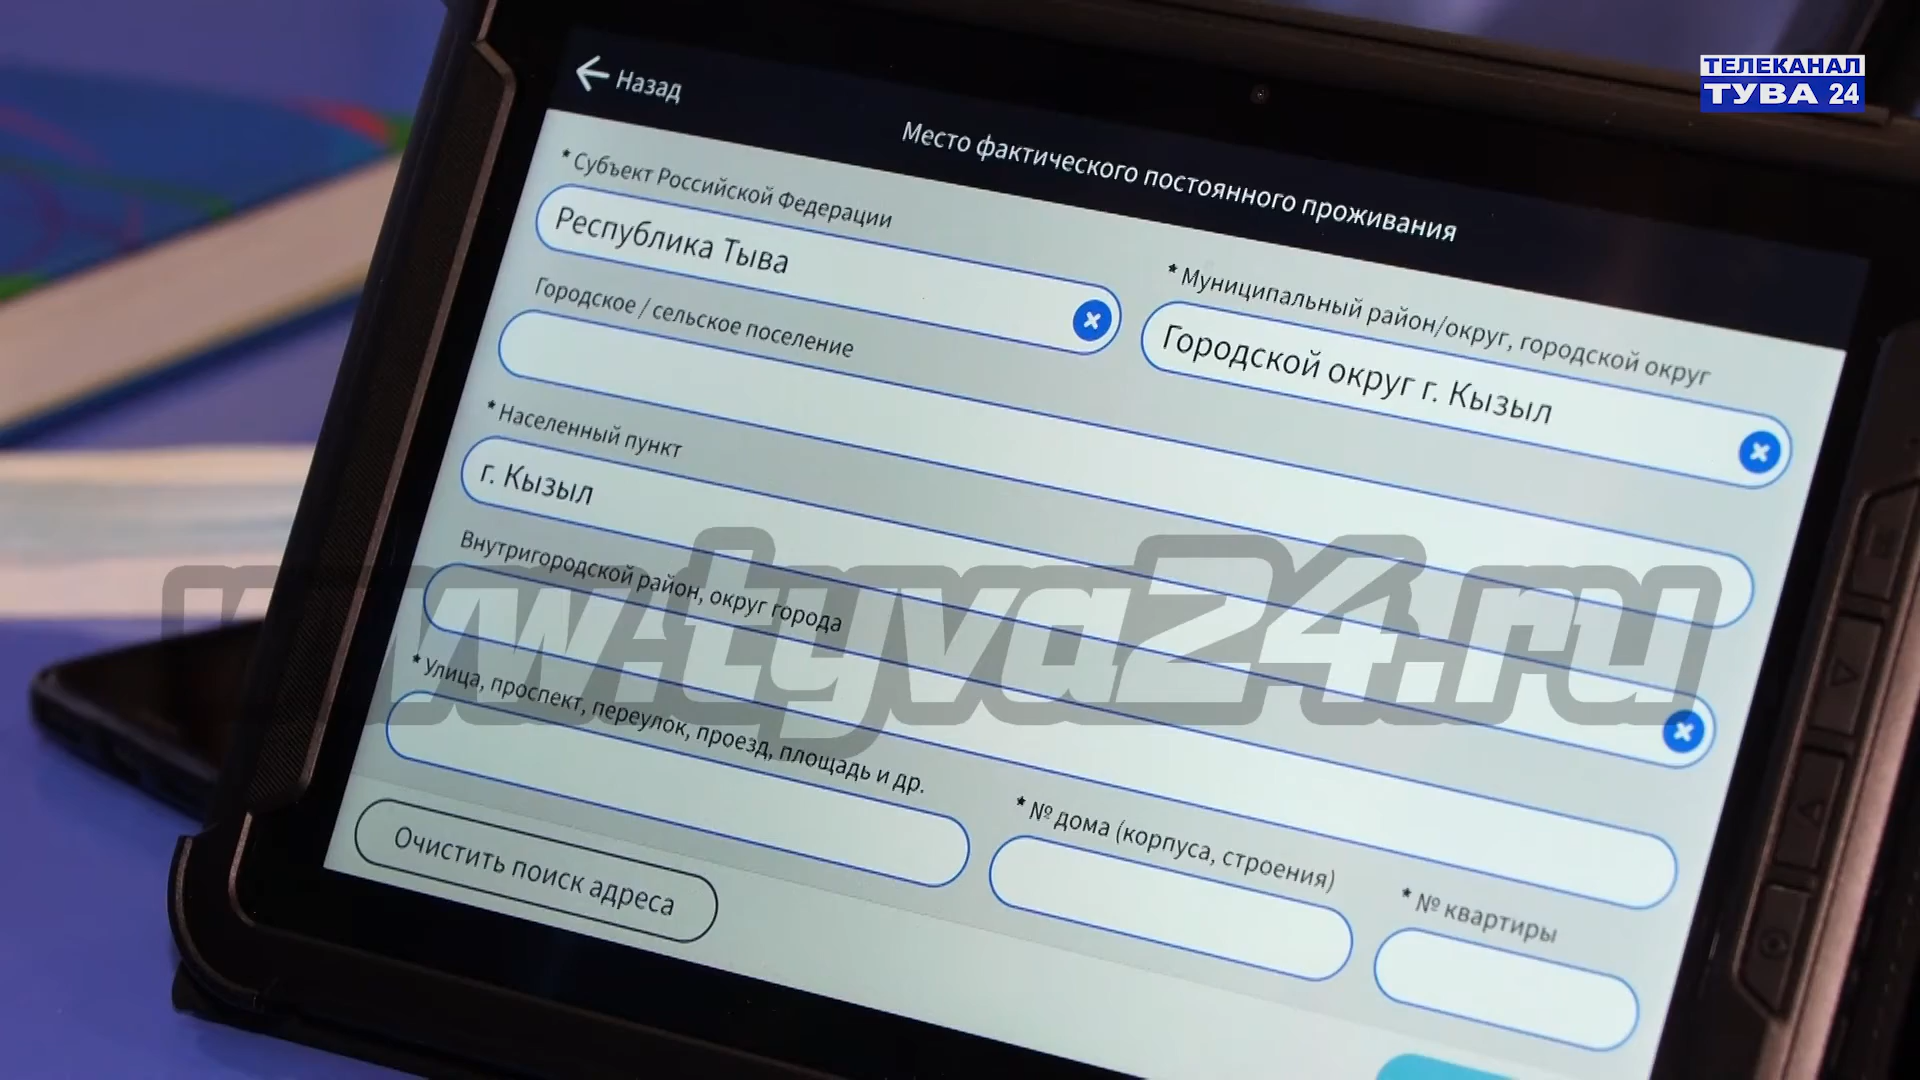 ТЕЛЕКАНАЛ
ТУВА 24
Назад
Место фактического постоянного проживания
* Субъект Российской Федерации
Республика Тыва
* Муниципальный район/округ, городской округ
Городской округ г. Кызыл
Городское / сельское поселение
* Населенный пункт
г. Кызыл
Внутригородской район, округ города
www.tyva24.ru
* Улица, проспект, переулок, проезд, площадь и др.
* № дома (корпуса, строения)
* № квартиры
Очистить поиск адреса